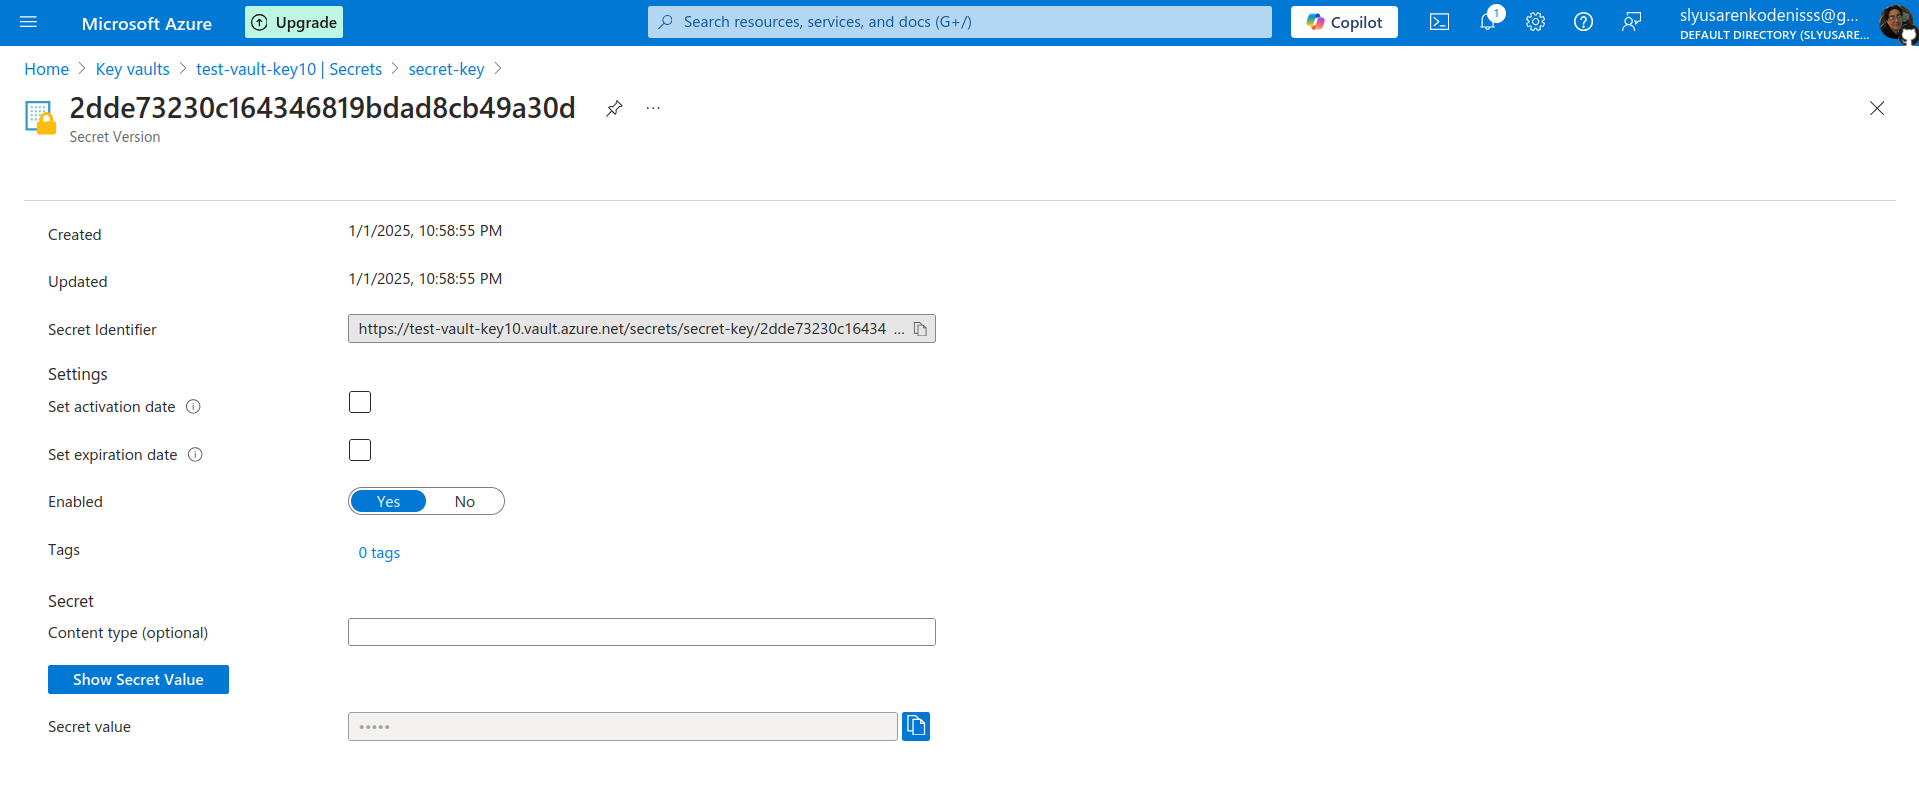 Microsoft Azure
Upgrade
Search resources, services, and docs (G+/)
Copilot
1
slyusarenkodenisss@g...
DEFAULT DIRECTORY (SLYUSARE...
Home > Key vaults > test-vault-key10 | Secrets > secret-key >
2dde73230c164346819bdad8cb49a30d
...
Secret Version
Created
1/1/2025, 10:58:55 PM
Updated
1/1/2025, 10:58:55 PM
Secret Identifier
https://test-vault-key10.vault.azure.net/secrets/secret-key/2dde73230c16434 ...
Settings
Set activation date
Set expiration date
Enabled
Yes No
Tags
0 tags
Secret
Content type (optional)
Show Secret Value
Secret value
•••••